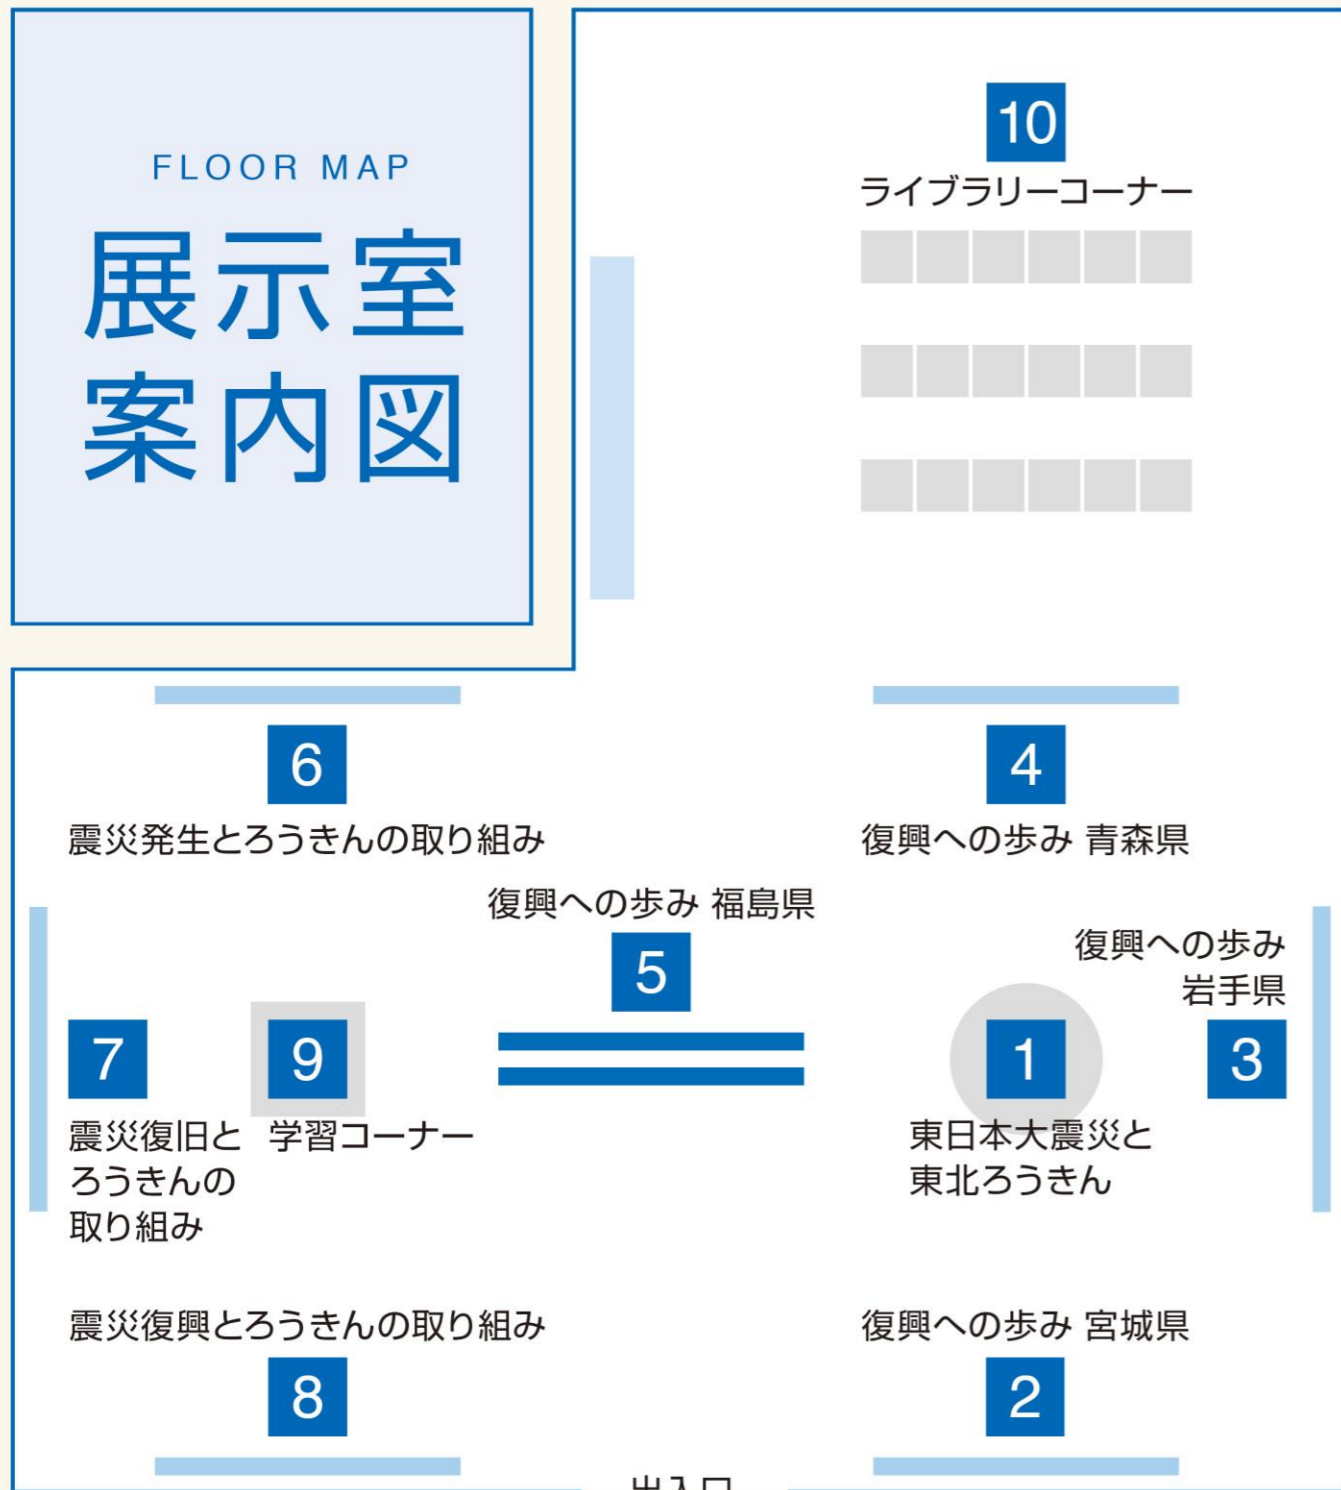 FLOOR MAP
展示室
案内図
10
ライブラリーコーナー
6
震災発生とろうきんの取り組み
4
復興への歩み 青森県
復興への歩み 福島県
5
復興への歩み
岩手県
3
7
震災復旧と
ろうきんの
取り組み
9
学習コーナー
1
東日本大震災と
東北ろうきん
震災復興とろうきんの取り組み
8
復興への歩み 宮城県
2
出入口